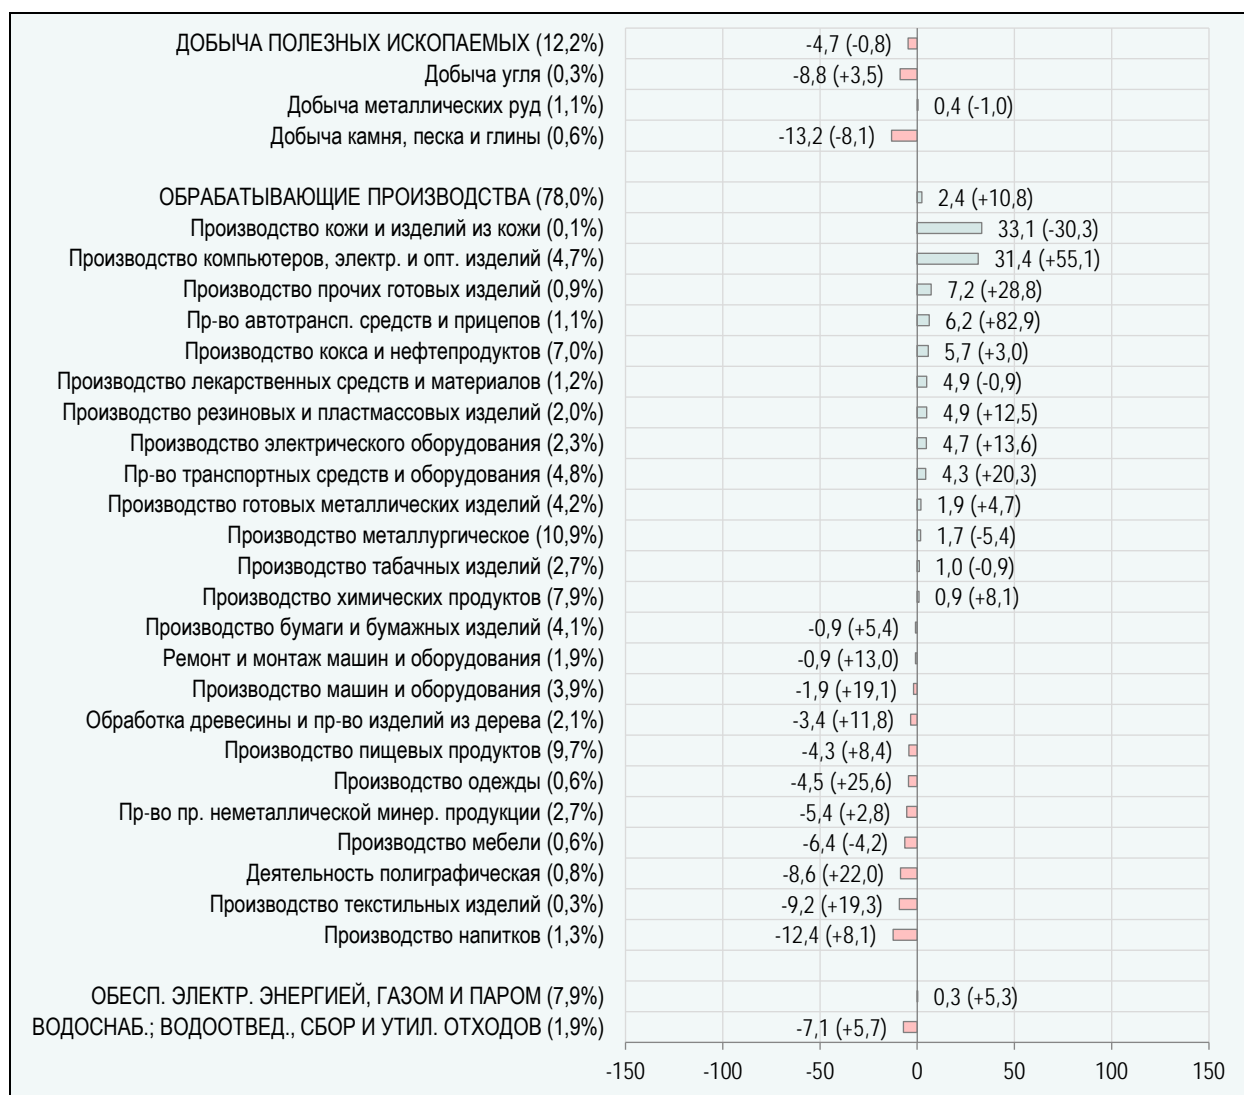 ДОБЫЧА ПОЛЕЗНЫХ ИСКОПАЕМЫХ (12,2%) -4,7 (-0,8)
Добыча угля (0,3%) -8,8 (+3,5)
Добыча металлических руд (1,1%) 0,4 (-1,0)
Добыча камня, песка и глины (0,6%) -13,2 (-8,1)
ОБРАБАТЫВАЮЩИЕ ПРОИЗВОДСТВА (78,0%) 2,4 (+10,8)
Производство кожи и изделий из кожи (0,1%) 33,1 (-30,3)
Производство компьютеров, электр. и опт. изделий (4,7%) 31,4 (+55,1)
Производство прочих готовых изделий (0,9%) 7,2 (+28,8)
Пр-во автотрансп. средств и прицепов (1,1%) 6,2 (+82,9)
Производство кокса и нефтепродуктов (7,0%) 5,7 (+3,0)
Производство лекарственных средств и материалов (1,2%) 4,9 (-0,9)
Производство резиновых и пластмассовых изделий (2,0%) 4,9 (+12,5)
Производство электрического оборудования (2,3%) 4,7 (+13,6)
Пр-во транспортных средств и оборудования (4,8%) 4,3 (+20,3)
Производство готовых металлических изделий (4,2%) 1,9 (+4,7)
Производство металлургическое (10,9%) 1,7 (-5,4)
Производство табачных изделий (2,7%) 1,0 (-0,9)
Производство химических продуктов (7,9%) 0,9 (+8,1)
Производство бумаги и бумажных изделий (4,1%) -0,9 (+5,4)
Ремонт и монтаж машин и оборудования (1,9%) -0,9 (+13,0)
Производство машин и оборудования (3,9%) -1,9 (+19,1)
Обработка древесины и пр-во изделий из дерева (2,1%) -3,4 (+11,8)
Производство пищевых продуктов (9,7%) -4,3 (+8,4)
Производство одежды (0,6%) -4,5 (+25,6)
Пр-во пр. неметаллической минер. продукции (2,7%) -5,4 (+2,8)
Производство мебели (0,6%) -6,4 (-4,2)
Деятельность полиграфическая (0,8%) -8,6 (+22,0)
Производство текстильных изделий (0,3%) -9,2 (+19,3)
Производство напитков (1,3%) -12,4 (+8,1)
ОБЕСП. ЭЛЕКТР. ЭНЕРГИЕЙ, ГАЗОМ И ПАРОМ (7,9%) 0,3 (+5,3)
ВОДОСНАБ.; ВОДООТВЕД., СБОР И УТИЛ. ОТХОДОВ (1,9%) -7,1 (+5,7)
-150 -100 -50 0 50 100 150